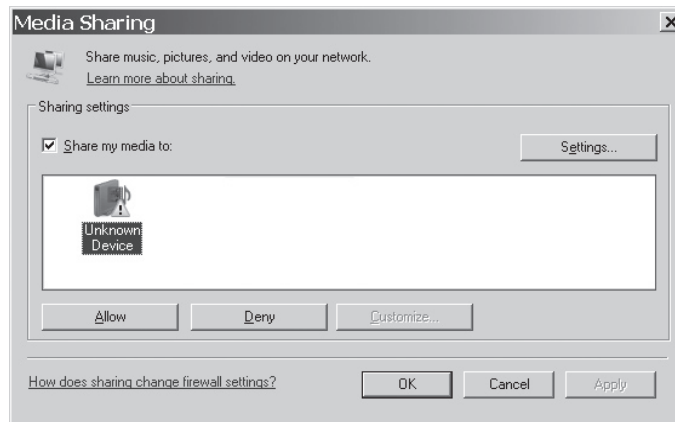 Media Sharing
Share music, pictures, and video on your network.
Learn more about sharing.
Sharing settings
Share my media to:
Settings...
Unknown
Device
Allow
Deny
Customize...
How does sharing change firewall settings?
OK
Cancel
Apply